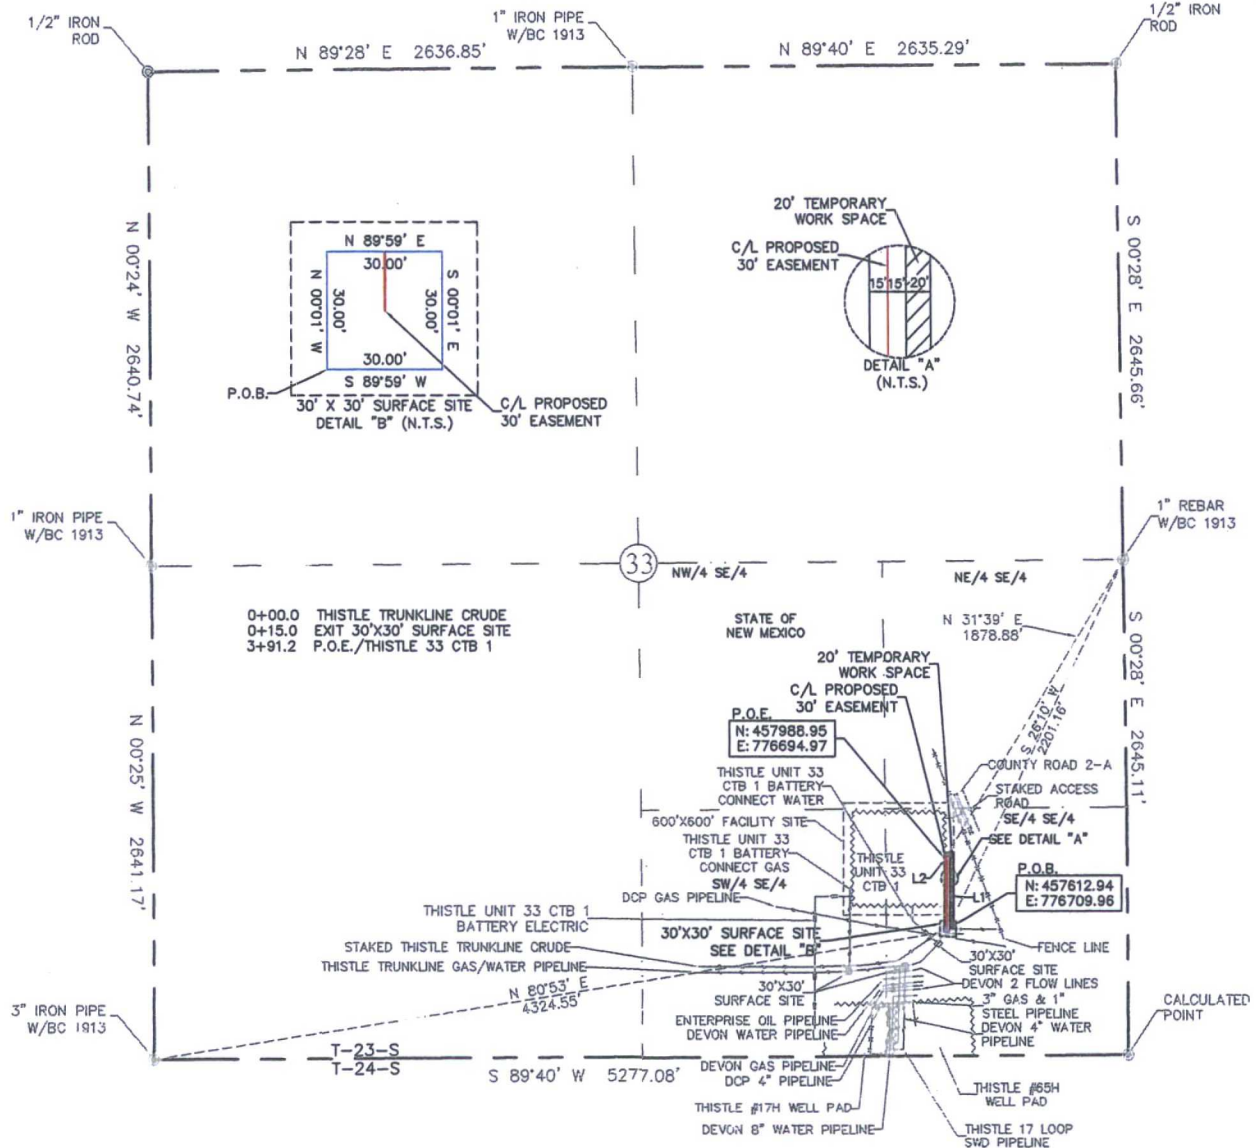 1/2" IRON
ROD
1" IRON PIPE
W/BC 1913
1/2" IRON
ROD
N 89°28' E 2636.85'
N 89°40' E 2635.29'
N 00°24' W 2640.74'
S 00°28' E 2645.66'
N 89°59' E
30.00'
N 00°01' W
30.00'
S 00°01' E
30.00'
30.00'
S 89°59' W
P.O.B.
30' X 30' SURFACE SITE
DETAIL "B" (N.T.S.)
C/L PROPOSED
30' EASEMENT
20' TEMPORARY
WORK SPACE
C/L PROPOSED
30' EASEMENT
15' 15' 20'
DETAIL "A"
(N.T.S.)
1" IRON PIPE
W/BC 1913
1" REBAR
W/BC 1913
33
NW/4 SE/4
NE/4 SE/4
0+00.0 THISTLE TRUNKLINE CRUDE
0+15.0 EXIT 30'X30' SURFACE SITE
3+91.2 P.O.E./THISTLE 33 CTB 1
STATE OF
NEW MEXICO
N 31°39' E
1878.88'
S 26°10' W
2201.16'
N 00°25' W 2641.17'
S 00°28' E 2645.11'
20' TEMPORARY
WORK SPACE
C/L PROPOSED
30' EASEMENT
P.O.E.
N: 457988.95
E: 776694.97
COUNTY ROAD 2-A
STAKED ACCESS
ROAD
SE/4 SE/4
SEE DETAIL "A"
THISTLE UNIT 33
CTB 1 BATTERY
CONNECT WATER
600'X600' FACILITY SITE
THISTLE UNIT 33
CTB 1 BATTERY
CONNECT GAS
SW/4 SE/4
DCP GAS PIPELINE
THISTLE
UNIT 33
CTB 1
L2
L1
P.O.B.
N: 457612.94
E: 776709.96
THISTLE UNIT 33 CTB 1
BATTERY ELECTRIC
30'X30' SURFACE SITE
SEE DETAIL "B"
STAKED THISTLE TRUNKLINE CRUDE
THISTLE TRUNKLINE GAS/WATER PIPELINE
FENCE LINE
30'X30'
SURFACE SITE
DEVON 2 FLOW LINES
30'X30'
SURFACE SITE
N 80°53' E
4324.55'
3" GAS & 1"
STEEL PIPELINE
DEVON 4" WATER
PIPELINE
ENTERPRISE OIL PIPELINE
DEVON WATER PIPELINE
3" IRON PIPE
W/BC 1913
CALCULATED
POINT
T-23-S
T-24-S
S 89°40' W 5277.08'
DEVON GAS PIPELINE
DCP 4" PIPELINE
THISTLE #17H WELL PAD
DEVON 8" WATER PIPELINE
THISTLE #65H
WELL PAD
THISTLE 17 LOOP
SWD PIPELINE